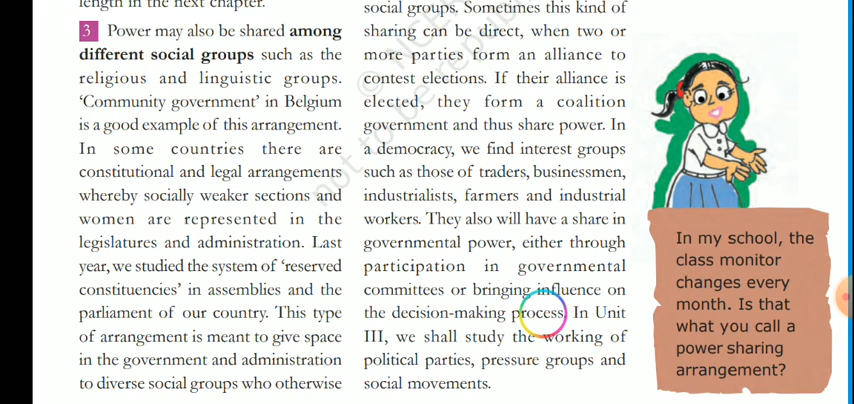 length in the next chapter.
3 Power may also be shared among
different social groups such as the
religious and linguistic groups.
‘Community government’ in Belgium
is a good example of this arrangement.
In some countries there are
constitutional and legal arrangements
whereby socially weaker sections and
women are represented in the
legislatures and administration. Last
year, we studied the system of ‘reserved
constituencies’ in assemblies and the
parliament of our country. This type
of arrangement is meant to give space
in the government and administration
to diverse social groups who otherwise
social groups. Sometimes this kind of
sharing can be direct, when two or
more parties form an alliance to
contest elections. If their alliance is
elected, they form a coalition
government and thus share power. In
a democracy, we find interest groups
such as those of traders, businessmen,
industrialists, farmers and industrial
workers. They also will have a share in
governmental power, either through
participation in governmental
committees or bringing influence on
the decision-making process. In Unit
III, we shall study the working of
political parties, pressure groups and
social movements.
In my school, the
class monitor
changes every
month. Is that
what you call a
power sharing
arrangement?